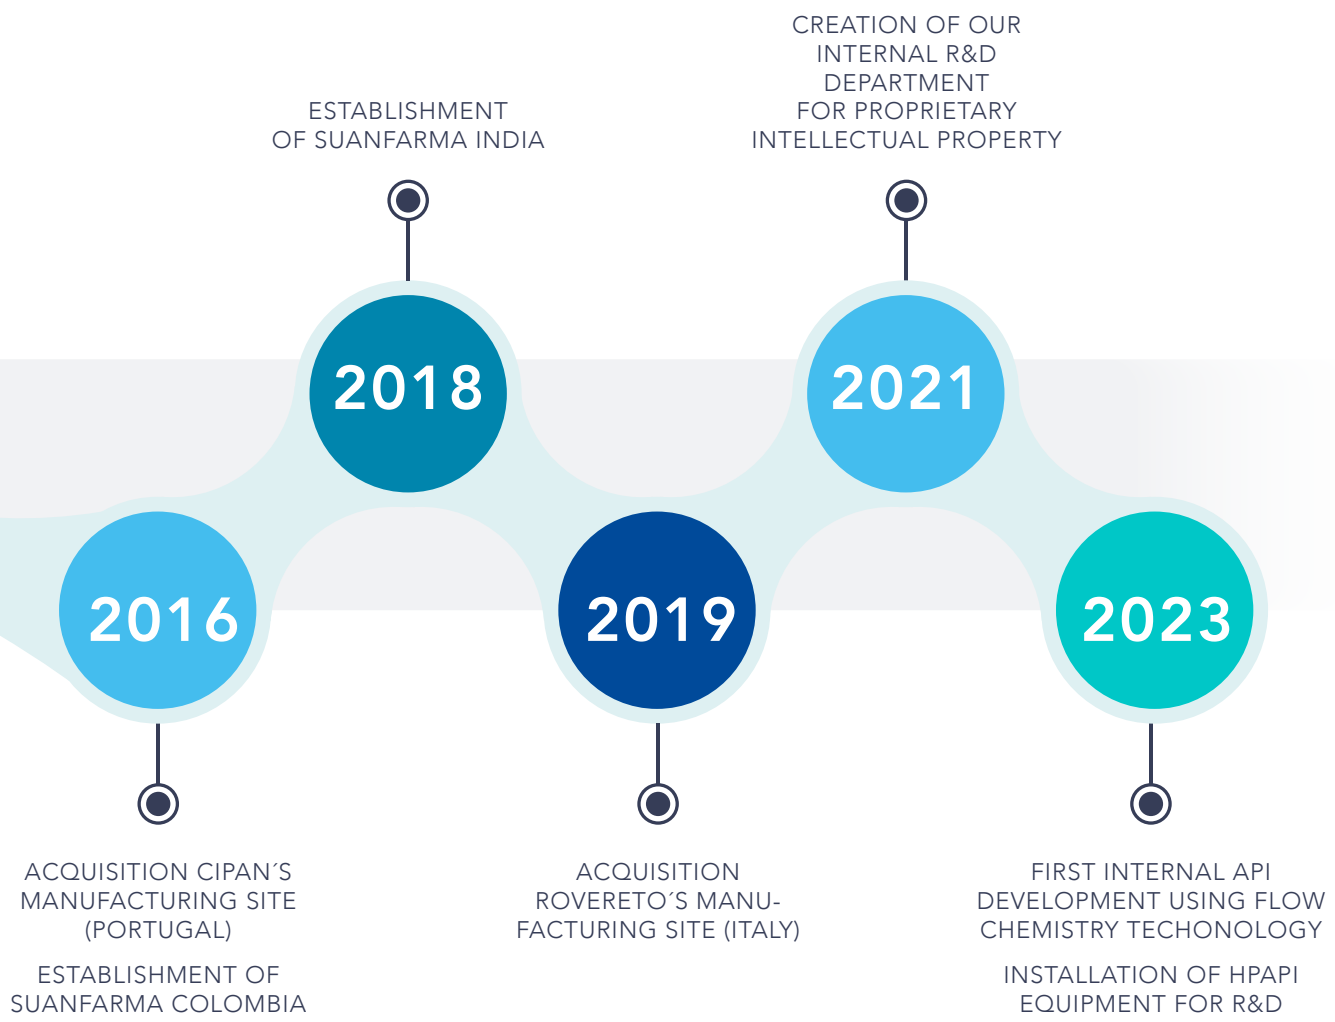 CREATION OF OUR
INTERNAL R&D
DEPARTMENT
FOR PROPRIETARY
INTELLECTUAL PROPERTY
ESTABLISHMENT
OF SUANFARMA INDIA
2018
2021
2016
2019
2023
ACQUISITION CIPAN´S
MANUFACTURING SITE
(PORTUGAL)
ESTABLISHMENT OF
SUANFARMA COLOMBIA
ACQUISITION
ROVERETO´S MANU-
FACTURING SITE (ITALY)
FIRST INTERNAL API
DEVELOPMENT USING FLOW
CHEMISTRY TECHONOLOGY
INSTALLATION OF HPAPI
EQUIPMENT FOR R&D